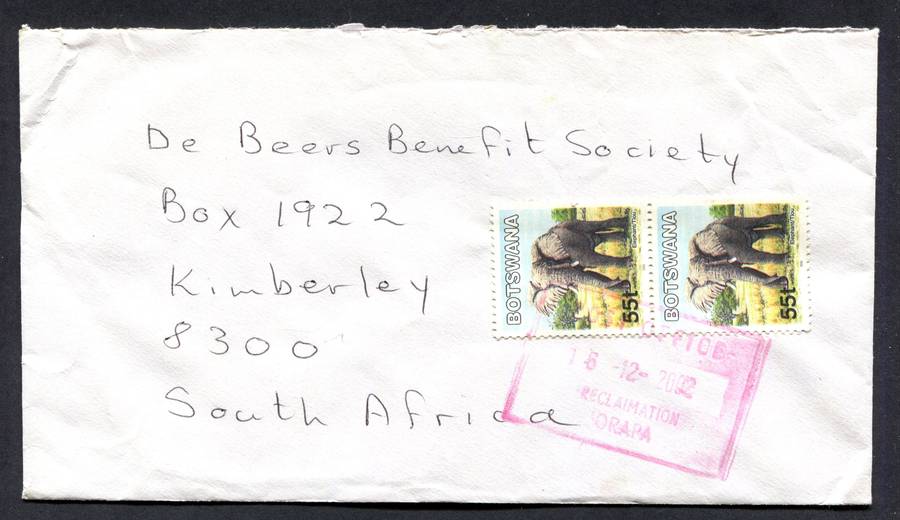 De Beers Benefit Society
Box 1922
Kimberley
8300
South Africa
BOTSWANA
55t
BOTSWANA
55t
16 -12- 2002
RECLAIMATION
ORAPA